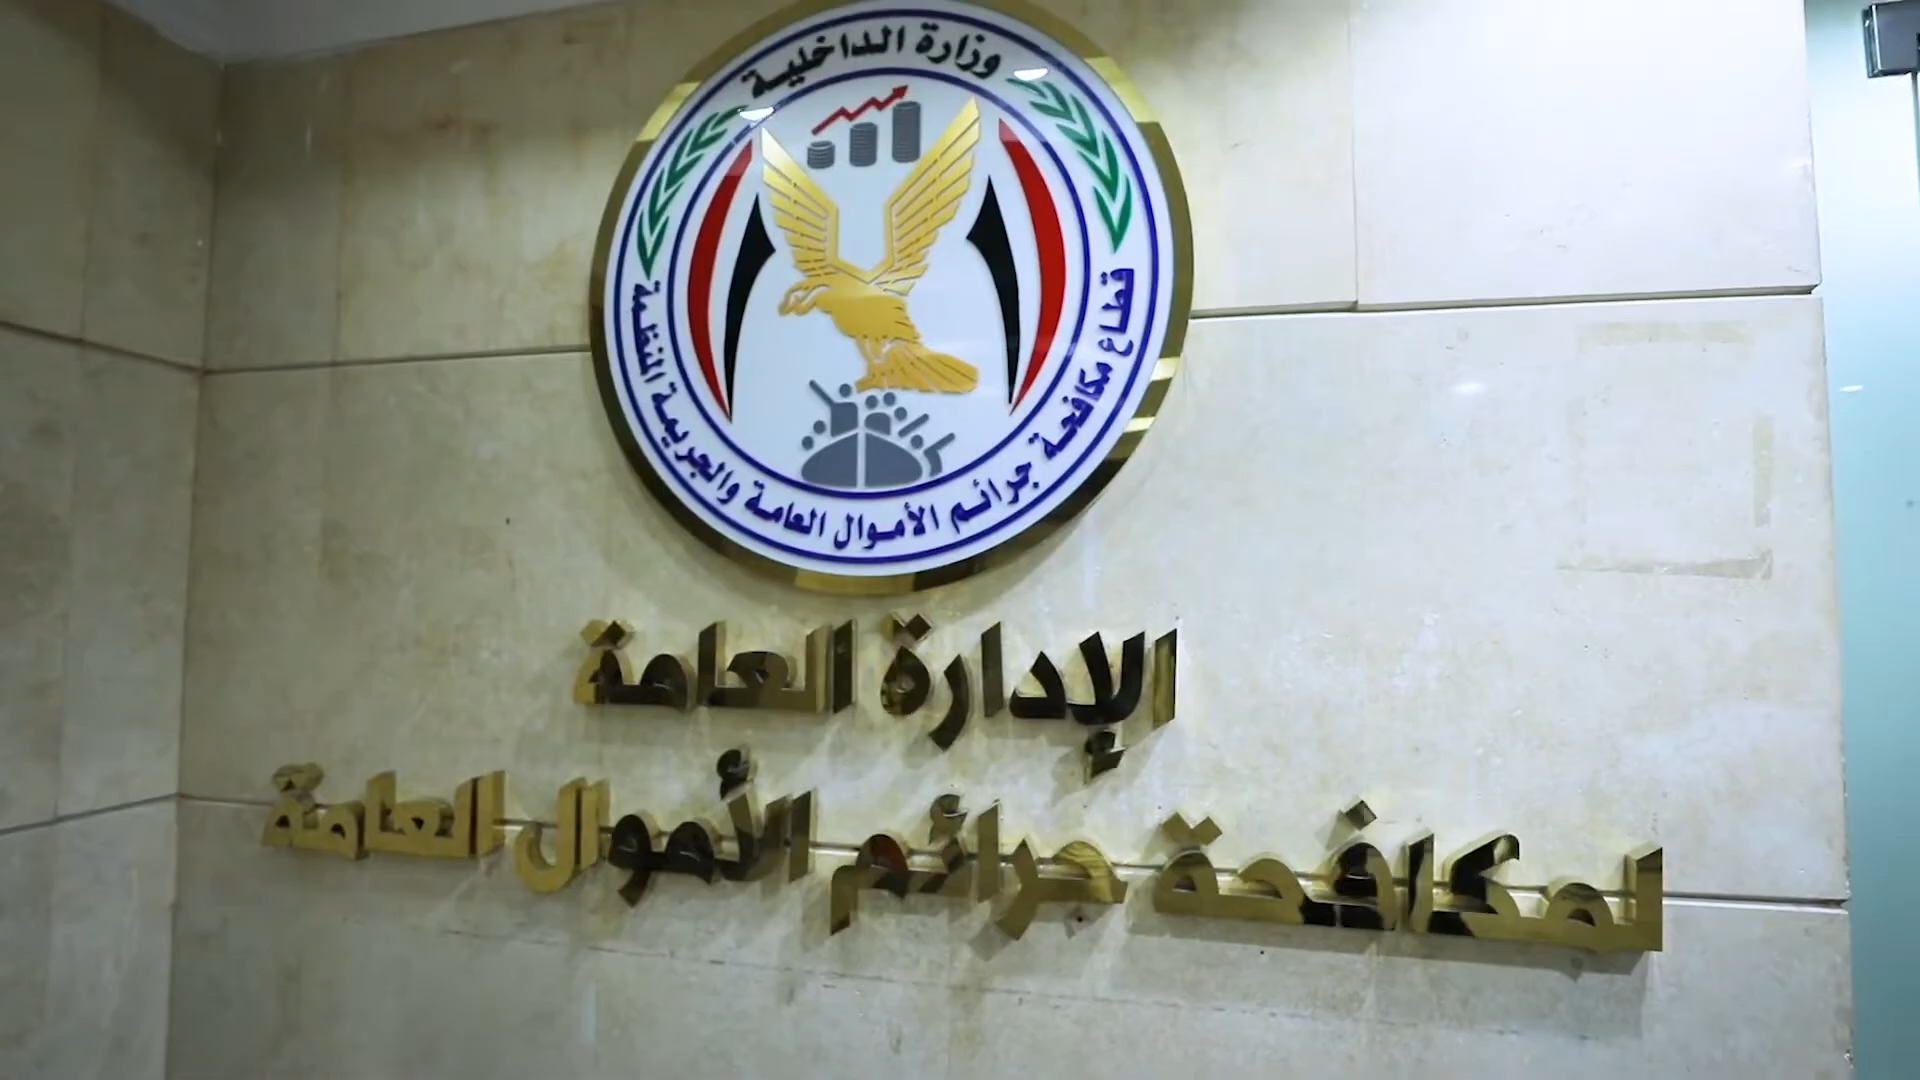 وزارة الداخلية
قطاع مكافحة جرائم الأموال العامة والجريمة المنظمة
الإدارة العامة
لمكافحة جرائم الأموال العامة